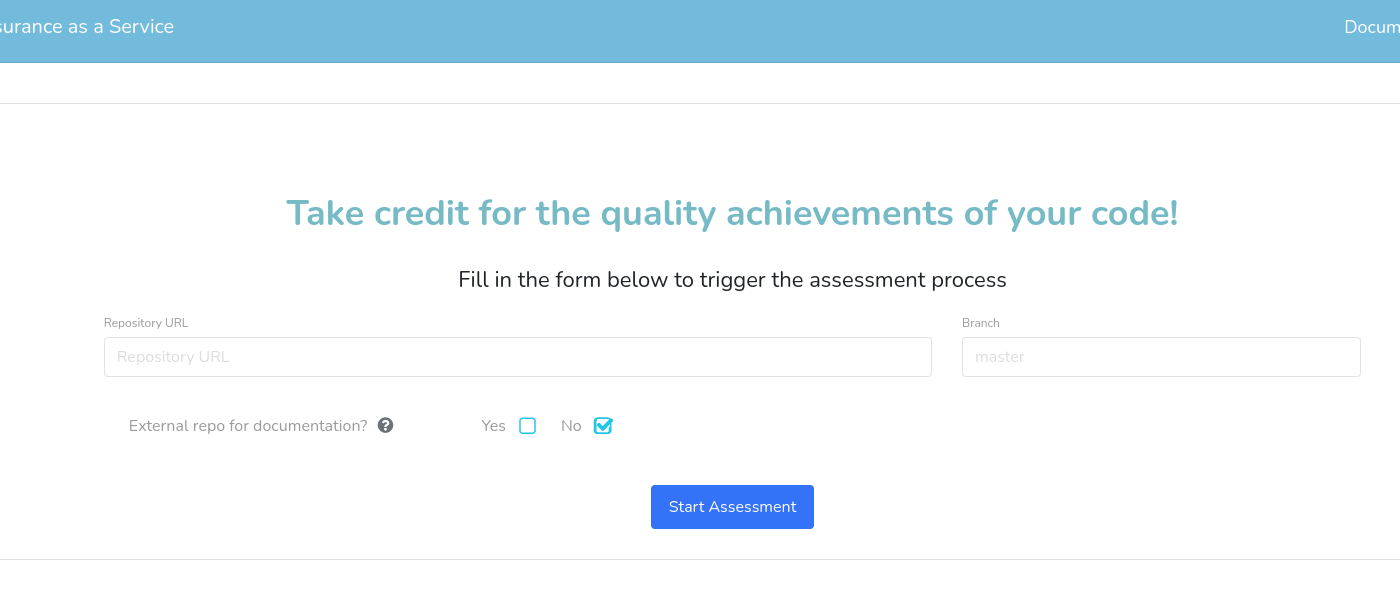 surance as a Service
Docum
Take credit for the quality achievements of your code!
Fill in the form below to trigger the assessment process
Repository URL
Branch
Repository URL
master
External repo for documentation? Yes No
Start Assessment